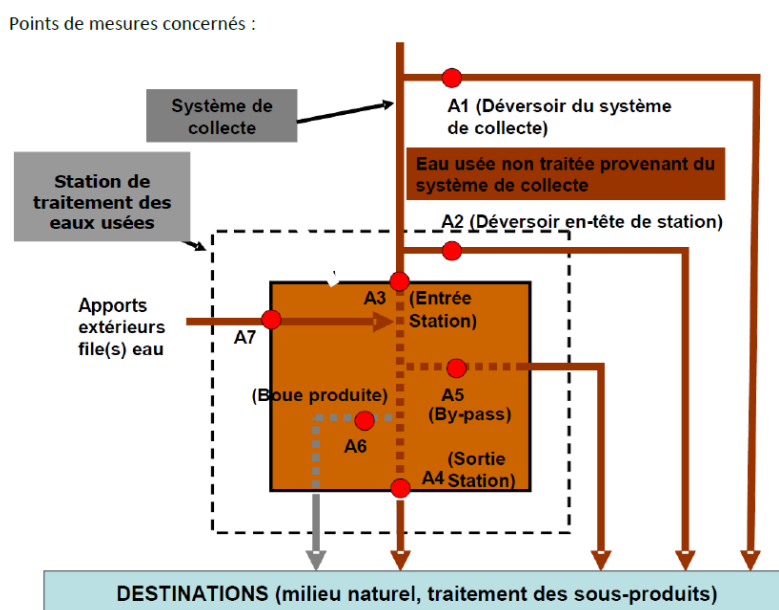 Points de mesures concernés :
Système de
collecte
A1 (Déversoir du système
de collecte)
Station de
traitement des
eaux usées
Eau usée non traitée provenant du
système de collecte
A2 (Déversoir en-tête de station)
A3
(Entrée
Station)
Apports
extérieurs
file(s) eau
A7
(Boue produite)
A5
(By-pass)
A6
(Sortie
A4 Station)
DESTINATIONS (milieu naturel, traitement des sous-produits)